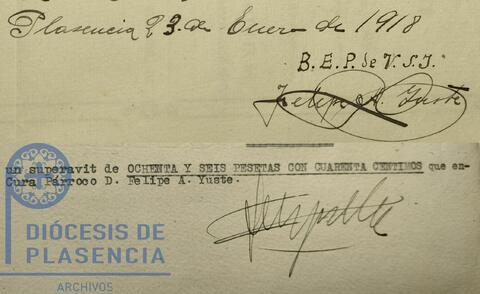 Plasencia 23 de Enero de 1918
B. E. P. de V. S. I.
Felipe A. Yuste
un superavit de OCHENTA Y SEIS PESETAS CON CUARENTA CENTIMOS que en-
Cura Párroco D. Felipe A. Yuste.
DIÓCESIS DE
PLASENCIA
ARCHIVOS